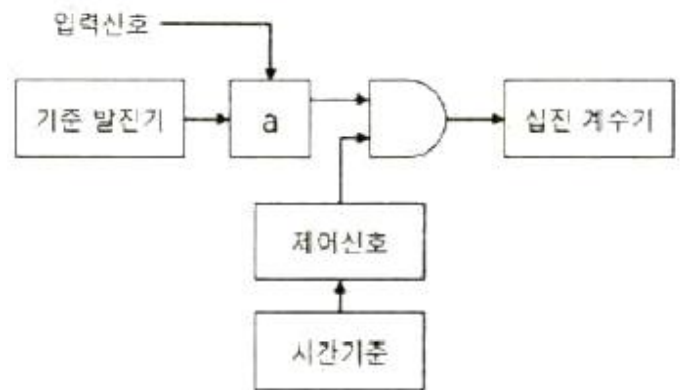 입력신호
기준 발진기
a
십진 계수기
제어신호
시간기준